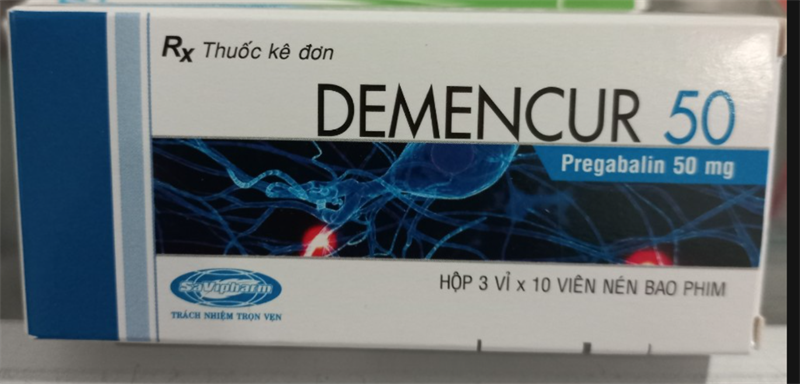 Rx Thuốc kê đơn
DEMENCUR 50
Pregabalin 50 mg
SaVipharm
TRÁCH NHIỆM TRỌN VẸN
HỘP 3 VỈ x 10 VIÊN NÉN BAO PHIM